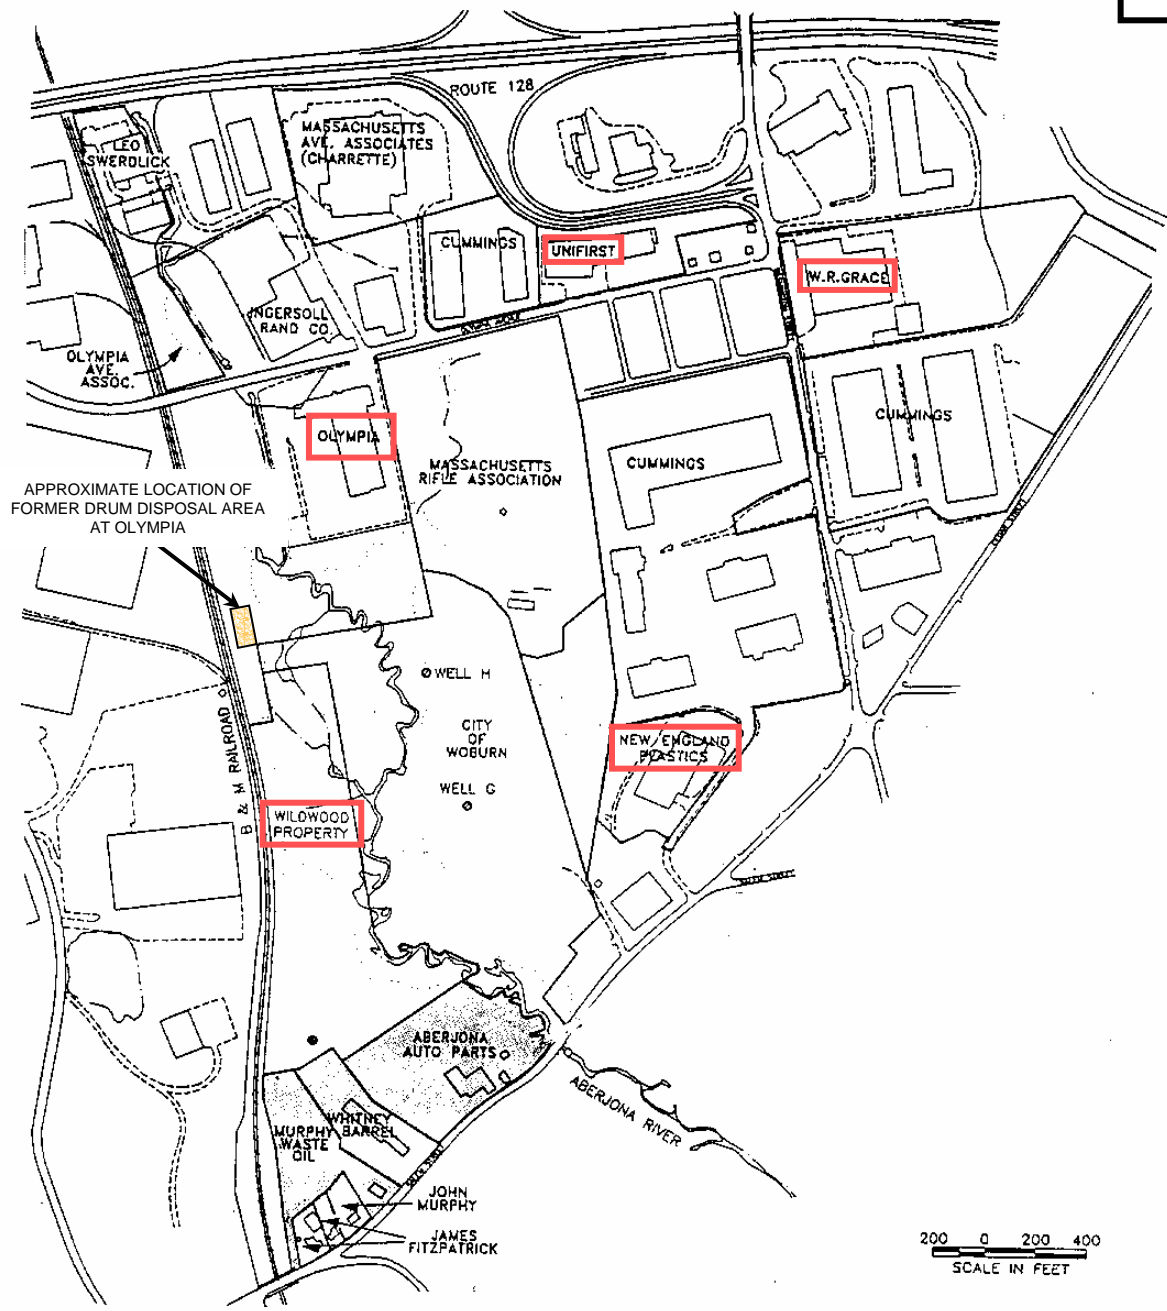 ROUTE 128
LEO
SWERDLICK
MASSACHUSETTS
AVE. ASSOCIATES
(CHARRETTE)
CUMMINGS
UNIFIRST
W.R.GRACE
INGERSOLL
RAND CO.
OLYMPIA
AVE.
ASSOC.
OLYMPIA
CUMMINGS
MASSACHUSETTS
RIFLE ASSOCIATION
CUMMINGS
APPROXIMATE LOCATION OF
FORMER DRUM DISPOSAL AREA
AT OLYMPIA
WELL H
CITY
OF
WOBURN
WELL G
B & M RAILROAD
NEW ENGLAND
PLASTICS
WILDWOOD
PROPERTY
ABERJONA
AUTO PARTS
ABERJONA RIVER
WHITNEY
BARREL
MURPHY
WASTE
OIL
JOHN
MURPHY
JAMES
FITZPATRICK
200 0 200 400
SCALE IN FEET